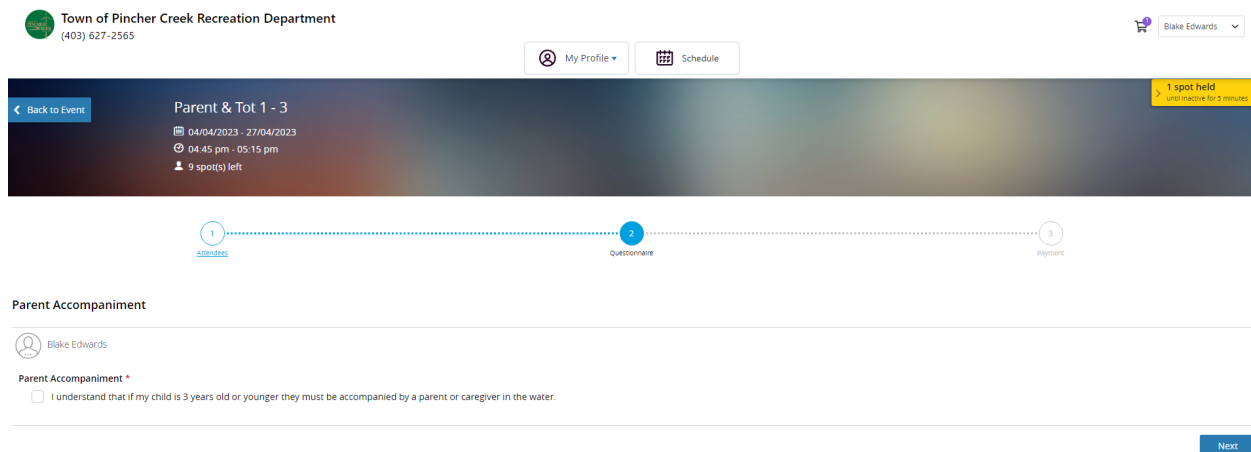 Town of Pincher Creek Recreation Department
(403) 627-2565
1
Blake Edwards
My Profile
Schedule
Back to Event
Parent & Tot 1 - 3
04/04/2023 - 27/04/2023
04:45 pm - 05:15 pm
9 spot(s) left
1 spot held
until inactive for 5 minutes
1
2
3
Attendees
Questionnaire
Payment
Parent Accompaniment
Blake Edwards
Parent Accompaniment *
I understand that if my child is 3 years old or younger they must be accompanied by a parent or caregiver in the water.
Next